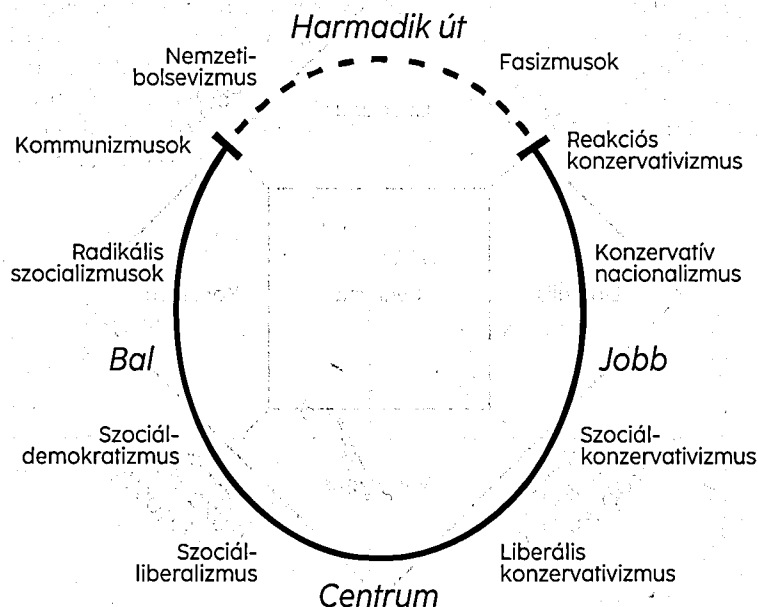 Harmadik út
Nemzeti-
bolsevizmus
Fasizmusok
Kommunizmusok
Reakciós
konzervativizmus
Radikális
szocializmusok
Konzervatív
nacionalizmus
Bal
Jobb
Szociál-
demokratizmus
Szociál-
konzervativizmus
Szociál-
liberalizmus
Liberális
konzervativizmus
Centrum